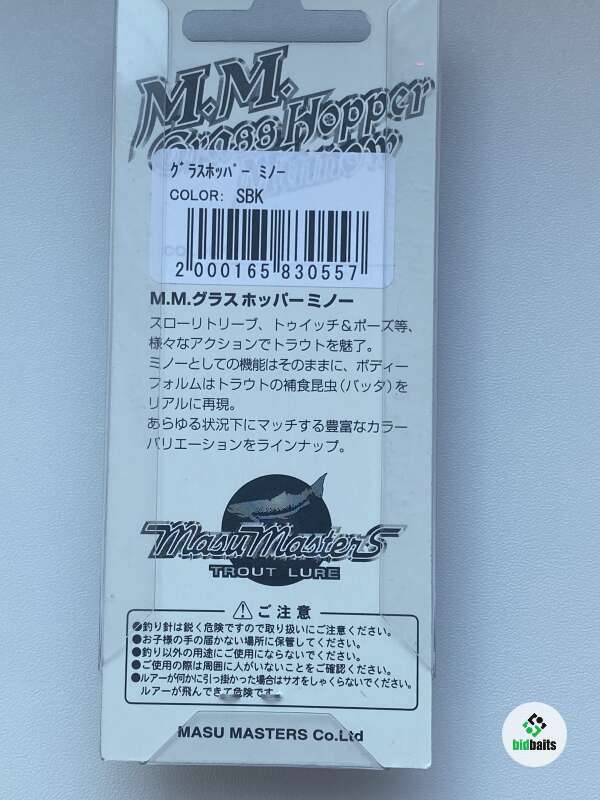 M.M.
Grass Hopper
ｸﾞﾗｽﾎｯﾊﾟｰ ﾐﾉｰ
COLOR: SBK
2 000165 830557
M.M.グラスホッパーミノー
スローリトリーブ、トゥイッチ＆ポーズ等、
様々なアクションでトラウトを魅了。
ミノーとしての機能はそのままに、ボディー
フォルムはトラウトの補食昆虫（バッタ）を
リアルに再現。
あらゆる状況下にマッチする豊富なカラー
バリエーションをラインナップ。
Masu Masters
TROUT LURE
⚠ご注意
●釣り針は鋭く危険ですので取り扱いにご注意ください。
●お子様の手の届かない場所に保管してください。
●釣り以外の用途にご使用にならないでください。
●ご使用の際は周囲に人がいないことをご確認ください。
●ルアーが何かに引っ掛かった場合はサオをしゃくらないでください。
ルアーが飛んできて危険です。
MASU MASTERS Co.Ltd
bidbaits